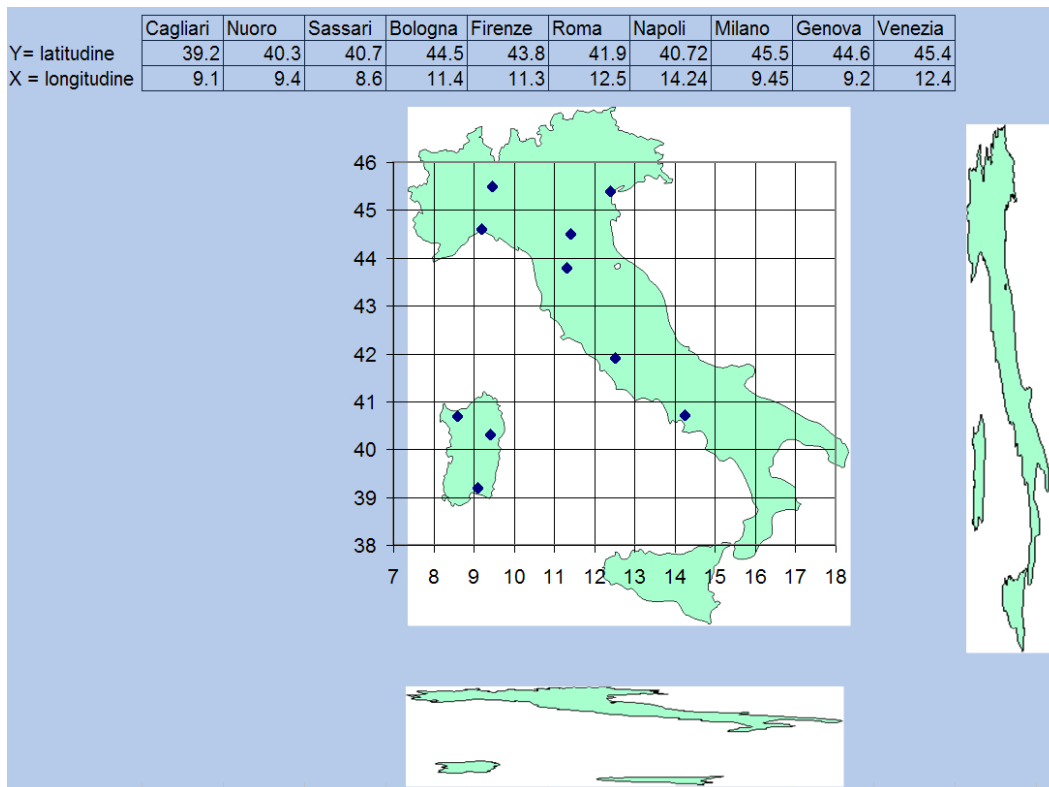 Cagliari Nuoro Sassari Bologna Firenze Roma Napoli Milano Genova Venezia
Y= latitudine 39.2 40.3 40.7 44.5 43.8 41.9 40.72 45.5 44.6 45.4
X = longitudine 9.1 9.4 8.6 11.4 11.3 12.5 14.24 9.45 9.2 12.4
46
45
44
43
42
41
40
39
38
7 8 9 10 11 12 13 14 15 16 17 18